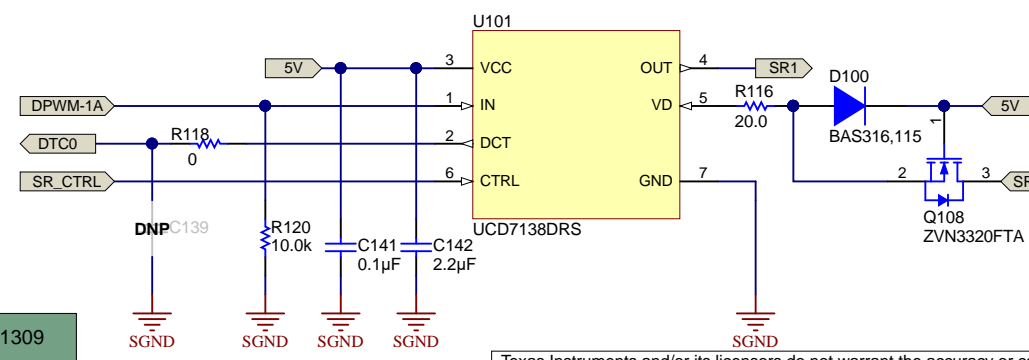 U101
5V
3
VCC
OUT
4
SR1
DPWM-1A
1
IN
VD
5
R116
20.0
D100
BAS316,115
5V
1
DTC0
R118
0
2
DCT
SR_CTRL
6
CTRL
GND
7
2
3
Q108
ZVN3320FTA
UCD7138DRS
DNP
C139
R120
10.0k
C141
0.1µF
C142
2.2µF
SGND
SGND
SGND
SGND
SGND
1309
Texas Instruments and/or its licensors do not warrant the accuracy or